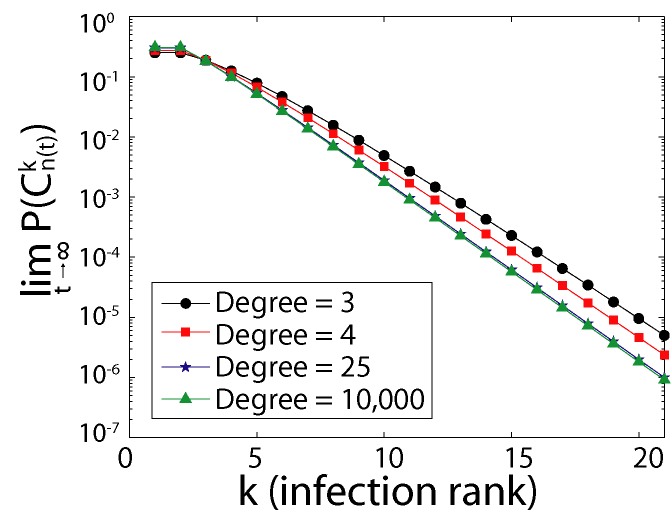 10^0
10^-1
10^-2
10^-3
10^-4
10^-5
10^-6
10^-7
lim P(C^k_n(t))
t→∞
Degree = 3
Degree = 4
Degree = 25
Degree = 10,000
0 5 10 15 20
k (infection rank)